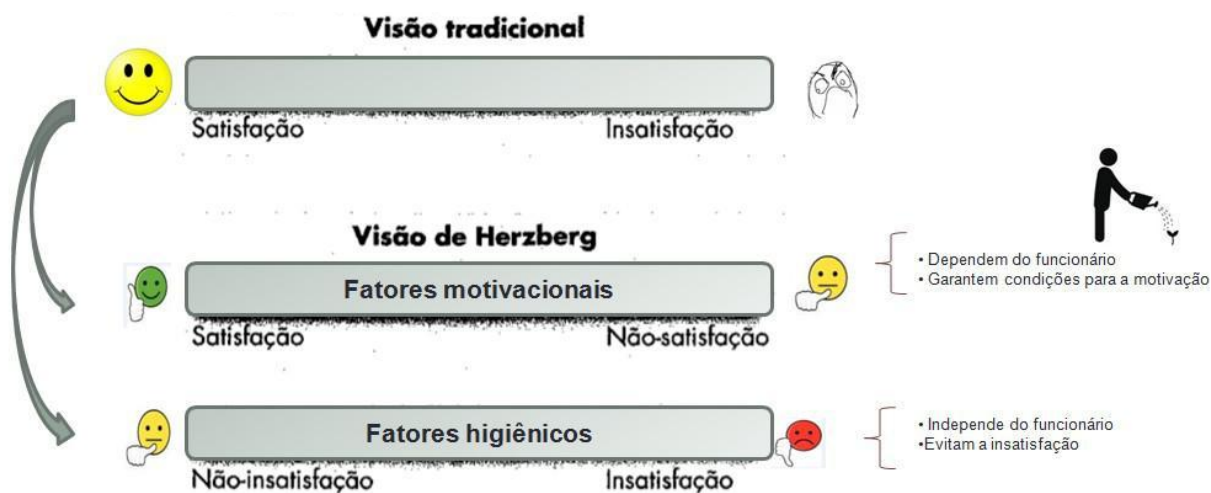 Visão tradicional
Satisfação
Insatisfação
Visão de Herzberg
Fatores motivacionais
Satisfação
Não-satisfação
• Dependem do funcionário
• Garantem condições para a motivação
Fatores higiênicos
Não-insatisfação
Insatisfação
• Independe do funcionário
•Evitam a insatisfação